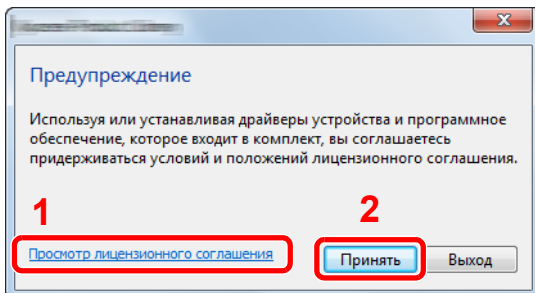 Предупреждение
Используя или устанавливая драйверы устройства и программное
обеспечение, которое входит в комплект, вы соглашаетесь
придерживаться условий и положений лицензионного соглашения.
1
2
Просмотр лицензионного соглашения
Принять
Выход